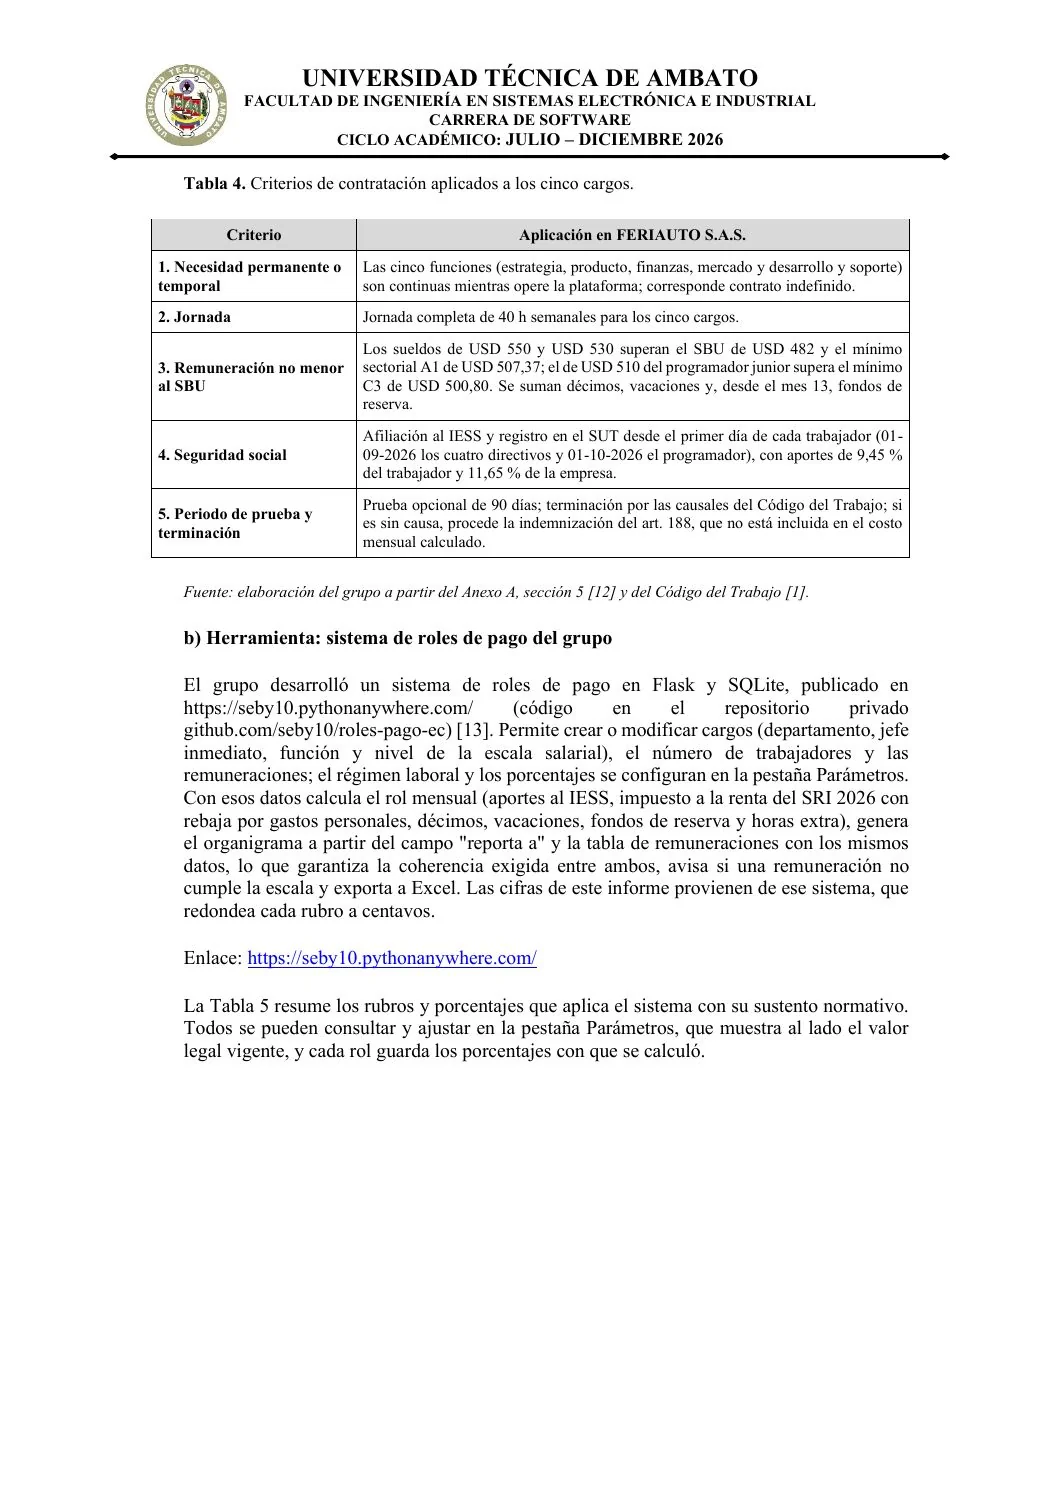 UNIVERSIDAD TÉCNICA DE AMBATO
FACULTAD DE INGENIERÍA EN SISTEMAS ELECTRÓNICA E INDUSTRIAL
CARRERA DE SOFTWARE
CICLO ACADÉMICO: JULIO – DICIEMBRE 2026
UNIVERSIDAD TECNICA DE AMBATO
Tabla 4. Criterios de contratación aplicados a los cinco cargos.
Criterio
Aplicación en FERIAUTO S.A.S.
1. Necesidad permanente o
temporal
Las cinco funciones (estrategia, producto, finanzas, mercado y desarrollo y soporte)
son continuas mientras opere la plataforma; corresponde contrato indefinido.
2. Jornada
Jornada completa de 40 h semanales para los cinco cargos.
3. Remuneración no menor
al SBU
Los sueldos de USD 550 y USD 530 superan el SBU de USD 482 y el mínimo
sectorial A1 de USD 507,37; el de USD 510 del programador junior supera el mínimo
C3 de USD 500,80. Se suman décimos, vacaciones y, desde el mes 13, fondos de
reserva.
4. Seguridad social
Afiliación al IESS y registro en el SUT desde el primer día de cada trabajador (01-
09-2026 los cuatro directivos y 01-10-2026 el programador), con aportes de 9,45 %
del trabajador y 11,65 % de la empresa.
5. Periodo de prueba y
terminación
Prueba opcional de 90 días; terminación por las causales del Código del Trabajo; si
es sin causa, procede la indemnización del art. 188, que no está incluida en el costo
mensual calculado.
Fuente: elaboración del grupo a partir del Anexo A, sección 5 [12] y del Código del Trabajo [1].
b) Herramienta: sistema de roles de pago del grupo
El grupo desarrolló un sistema de roles de pago en Flask y SQLite, publicado en
https://seby10.pythonanywhere.com/ (código en el repositorio privado
github.com/seby10/roles-pago-ec) [13]. Permite crear o modificar cargos (departamento, jefe
inmediato, función y nivel de la escala salarial), el número de trabajadores y las
remuneraciones; el régimen laboral y los porcentajes se configuran en la pestaña Parámetros.
Con esos datos calcula el rol mensual (aportes al IESS, impuesto a la renta del SRI 2026 con
rebaja por gastos personales, décimos, vacaciones, fondos de reserva y horas extra), genera
el organigrama a partir del campo "reporta a" y la tabla de remuneraciones con los mismos
datos, lo que garantiza la coherencia exigida entre ambos, avisa si una remuneración no
cumple la escala y exporta a Excel. Las cifras de este informe provienen de ese sistema, que
redondea cada rubro a centavos.
Enlace: https://seby10.pythonanywhere.com/
La Tabla 5 resume los rubros y porcentajes que aplica el sistema con su sustento normativo.
Todos se pueden consultar y ajustar en la pestaña Parámetros, que muestra al lado el valor
legal vigente, y cada rol guarda los porcentajes con que se calculó.